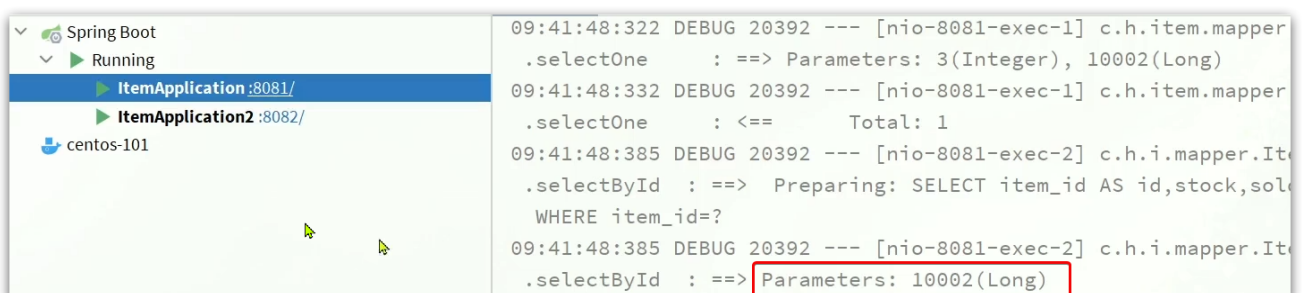 Spring Boot
Running
ItemApplication :8081/
ItemApplication2 :8082/
centos-101
09:41:48:322 DEBUG 20392 --- [nio-8081-exec-1] c.h.item.mapper
.selectOne : ==> Parameters: 3(Integer), 10002(Long)
09:41:48:332 DEBUG 20392 --- [nio-8081-exec-1] c.h.item.mapper
.selectOne : <== Total: 1
09:41:48:385 DEBUG 20392 --- [nio-8081-exec-2] c.h.i.mapper.Ite
.selectById : ==> Preparing: SELECT item_id AS id,stock,sol
WHERE item_id=?
09:41:48:385 DEBUG 20392 --- [nio-8081-exec-2] c.h.i.mapper.Ite
.selectById : ==> Parameters: 10002(Long)